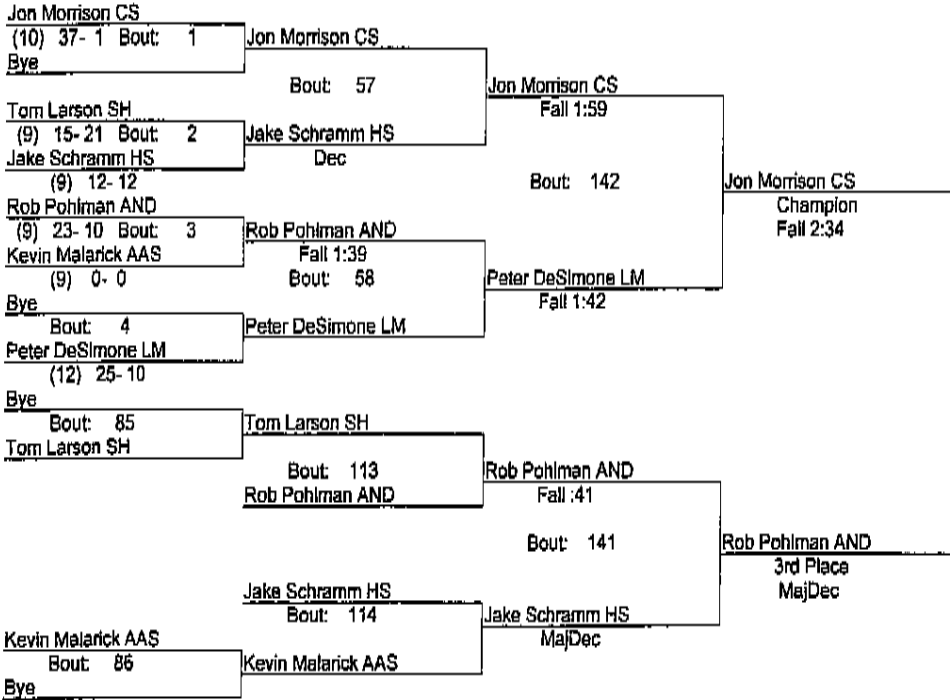 Jon Morrison CS
(10) 37- 1 Bout: 1
Bye
Jon Morrison CS
Bout: 57
Tom Larson SH
(9) 15-21 Bout: 2
Jake Schramm HS
(9) 12-12
Jake Schramm HS
Dec
Jon Morrison CS
Fall 1:59
Bout: 142
Rob Pohlman AND
(9) 23-10 Bout: 3
Kevin Malarick AAS
(9) 0- 0
Rob Pohlman AND
Fall 1:39
Bout: 58
Bye
Bout: 4
Peter DeSimone LM
(12) 25-10
Peter DeSimone LM
Peter DeSimone LM
Fall 1:42
Jon Morrison CS
Champion
Fall 2:34
Bye
Bout: 85
Tom Larson SH
Tom Larson SH
Bout: 113
Rob Pohlman AND
Rob Pohlman AND
Fall :41
Bout: 141
Jake Schramm HS
Bout: 114
Kevin Malarick AAS
Bout: 86
Bye
Kevin Malarick AAS
Jake Schramm HS
MajDec
Rob Pohlman AND
3rd Place
MajDec